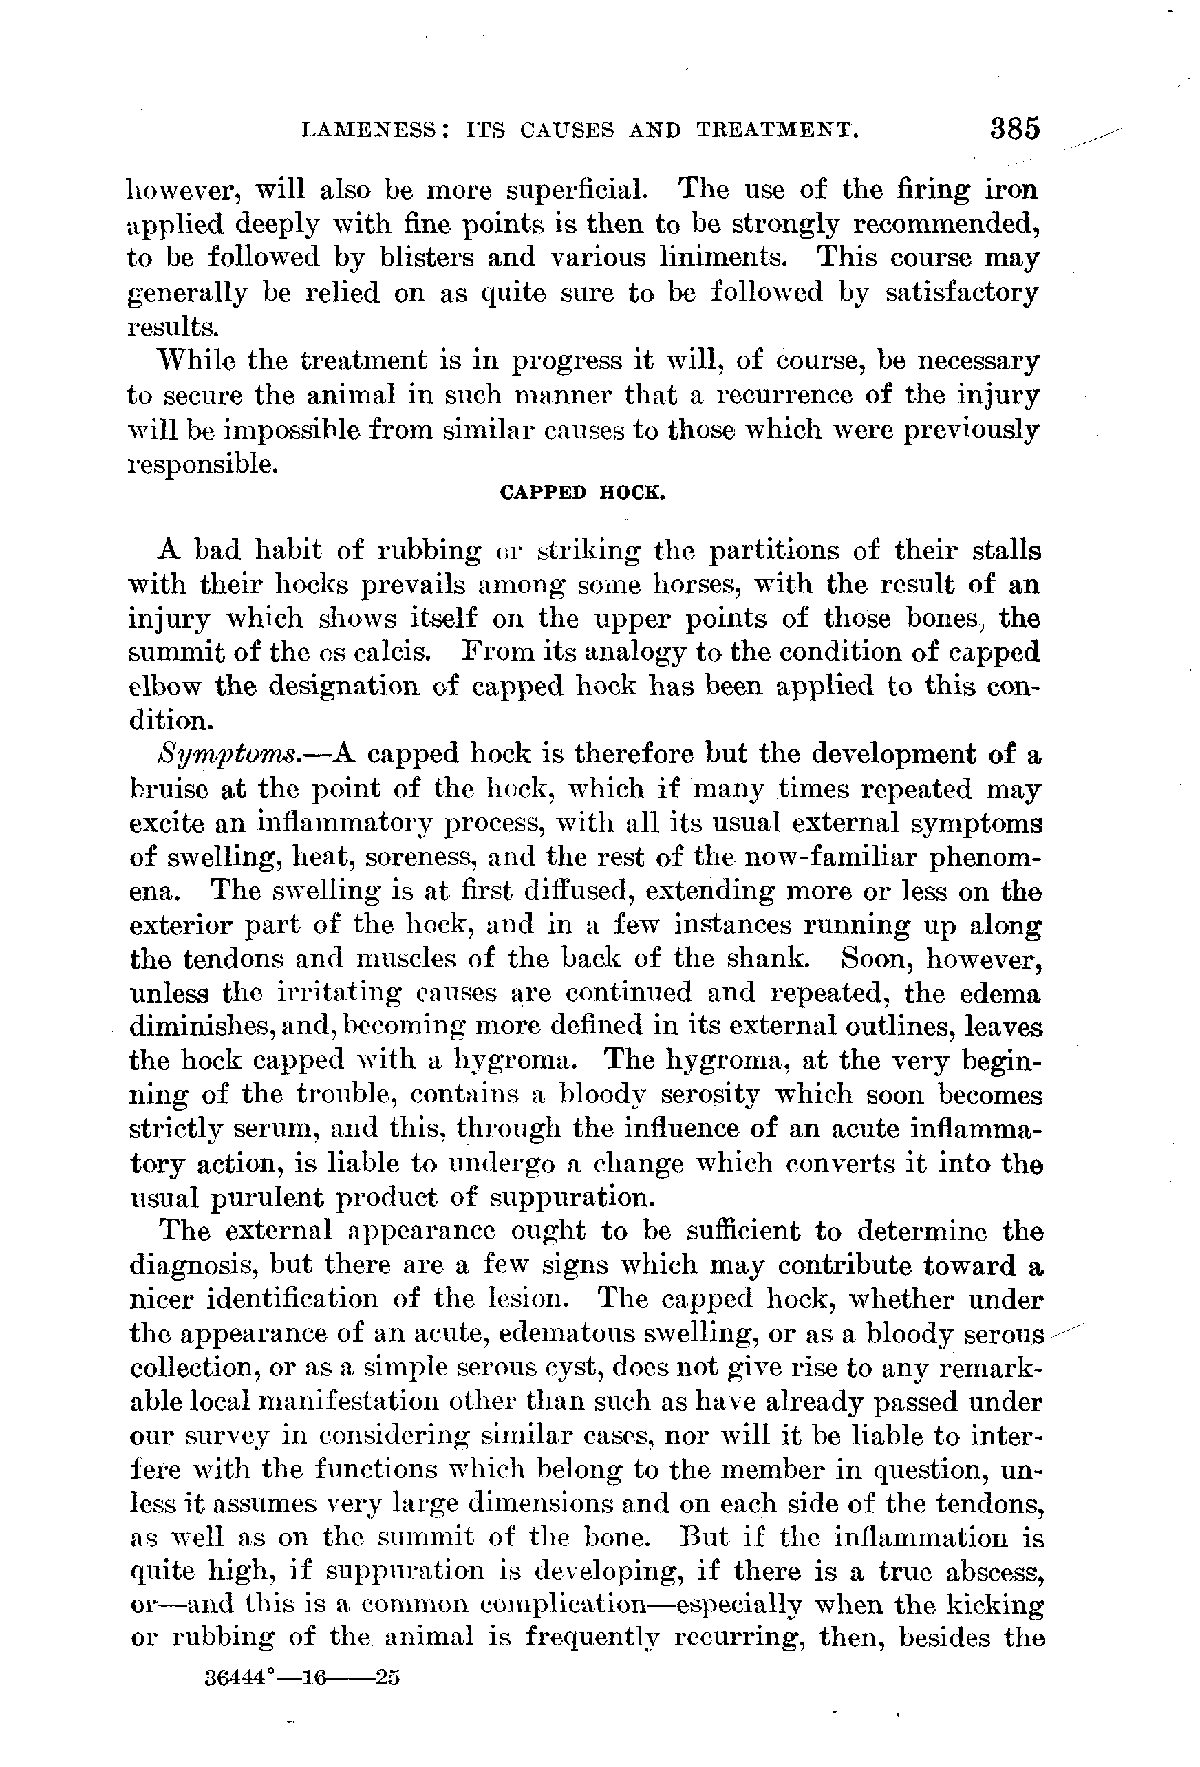 LAMENESS: ITS CAUSES AND TREATMENT. 385
however, will also be more superficial. The use of the firing iron
applied deeply with fine points is then to be strongly recommended,
to be followed by blisters and various liniments. This course may
generally be relied on as quite sure to be followed by satisfactory
results.
While the treatment is in progress it will, of course, be necessary
to secure the animal in such manner that a recurrence of the injury
will be impossible from similar causes to those which were previously
responsible.
CAPPED HOCK.
A bad habit of rubbing or striking the partitions of their stalls
with their hocks prevails among some horses, with the result of an
injury which shows itself on the upper points of those bones, the
summit of the os calcis. From its analogy to the condition of capped
elbow the designation of capped hock has been applied to this con-
dition.
Symptoms.—A capped hock is therefore but the development of a
bruise at the point of the hock, which if many times repeated may
excite an inflammatory process, with all its usual external symptoms
of swelling, heat, soreness, and the rest of the now-familiar phenom-
ena. The swelling is at first diffused, extending more or less on the
exterior part of the hock, and in a few instances running up along
the tendons and muscles of the back of the shank. Soon, however,
unless the irritating causes are continued and repeated, the edema
diminishes, and, becoming more defined in its external outlines, leaves
the hock capped with a hygroma. The hygroma, at the very begin-
ning of the trouble, contains a bloody serosity which soon becomes
strictly serum, and this, through the influence of an acute inflamma-
tory action, is liable to undergo a change which converts it into the
usual purulent product of suppuration.
The external appearance ought to be sufficient to determine the
diagnosis, but there are a few signs which may contribute toward a
nicer identification of the lesion. The capped hock, whether under
the appearance of an acute, edematous swelling, or as a bloody serous
collection, or as a simple serous cyst, does not give rise to any remark-
able local manifestation other than such as have already passed under
our survey in considering similar cases, nor will it be liable to inter-
fere with the functions which belong to the member in question, un-
less it assumes very large dimensions and on each side of the tendons,
as well as on the summit of the bone. But if the inflammation is
quite high, if suppuration is developing, if there is a true abscess,
or—and this is a common complication—especially when the kicking
or rubbing of the animal is frequently recurring, then, besides the
36444°—16——25